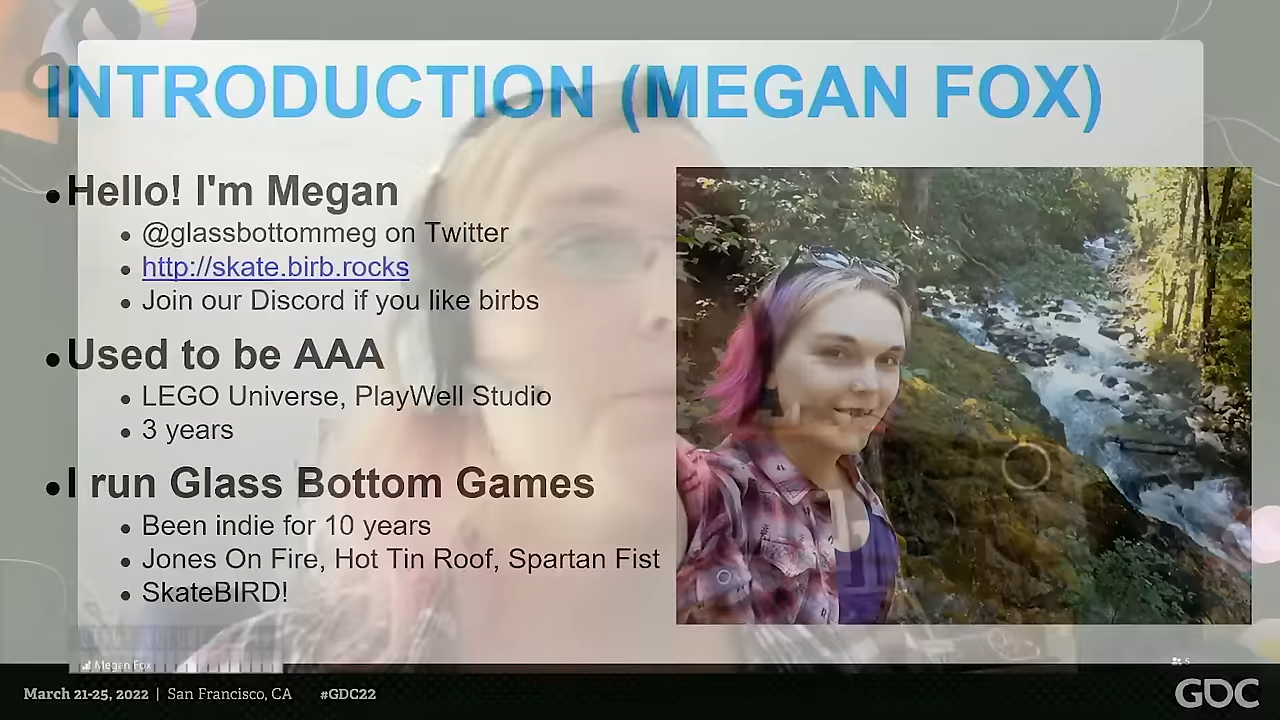 INTRODUCTION (MEGAN FOX)
Hello! I'm Megan
@glassbottommeg on Twitter
http://skate.birb.rocks
Join our Discord if you like birbs
Used to be AAA
LEGO Universe, PlayWell Studio
3 years
I run Glass Bottom Games
Been indie for 10 years
Jones On Fire, Hot Tin Roof, Spartan Fist
SkateBIRD!
Megan Fox
5
March 21-25, 2022 | San Francisco, CA #GDC22
GDC